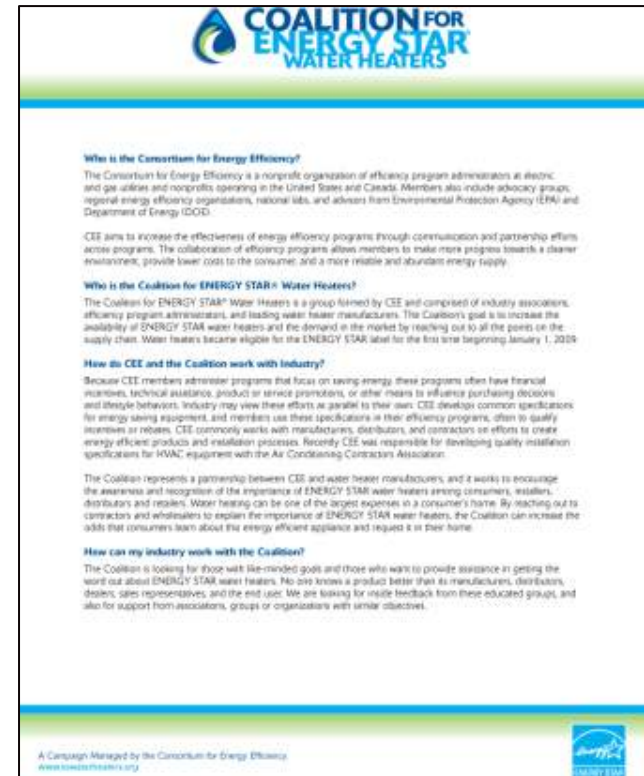 COALITION FOR
ENERGY STAR
WATER HEATERS
Who is the Consortium for Energy Efficiency?
The Consortium for Energy Efficiency is a nonprofit organization of efficiency program administrators at electric
and gas utilities and nonprofits operating in the United States and Canada. Members also include advocacy groups,
regional energy efficiency organizations, national labs, and advisors from Environmental Protection Agency (EPA) and
Department of Energy (DOE).
CEE aims to increase the effectiveness of energy efficiency programs through communication and partnership efforts
across programs. The collaboration of efficiency programs allows members to make more progress towards a cleaner
environment, provide lower costs to the consumer, and a more reliable and abundant energy supply.
Who is the Coalition for ENERGY STAR® Water Heaters?
The Coalition for ENERGY STAR® Water Heaters is a group formed by CEE and comprised of industry associations,
efficiency program administrators, and leading water heater manufacturers. The Coalition's goal is to increase the
availability of ENERGY STAR water heaters and the demand in the market by reaching out to all the points on the
supply chain. Water heaters became eligible for the ENERGY STAR label for the first time beginning January 1, 2009.
How do CEE and the Coalition work with Industry?
Because CEE members administer programs that focus on saving energy, these programs often have financial
incentives, technical assistance, product or service promotions, or other means to influence purchasing decisions
and lifestyle behaviors. Industry may view these efforts as parallel to their own. CEE develops common specifications
for energy saving equipment, and members use these specifications in their efficiency programs, often to qualify
incentives or rebates. CEE commonly works with manufacturers, distributors, and contractors on efforts to create
energy efficient products and installation processes. Recently CEE was responsible for developing quality installation
specifications for HVAC equipment with the Air Conditioning Contractors Association.
The Coalition represents a partnership between CEE and water heater manufacturers, and it works to encourage
the awareness and recognition of the importance of ENERGY STAR water heaters among consumers, installers,
distributors and retailers. Water heating can be one of the largest expenses in a consumer's home. By reaching out to
contractors and wholesalers to explain the importance of ENERGY STAR water heaters, the Coalition can increase the
odds that consumers learn about this energy efficient appliance and request it in their home.
How can my industry work with the Coalition?
The Coalition is looking for those with like-minded goals and those who want to provide assistance in getting the
word out about ENERGY STAR water heaters. No one knows a product better than its manufacturers, distributors,
dealers, sales representatives, and the end user. We are looking for inside feedback from these educated groups, and
also for support from associations, groups or organizations with similar objectives.
A Campaign Managed by the Consortium for Energy Efficiency
ENERGY STAR